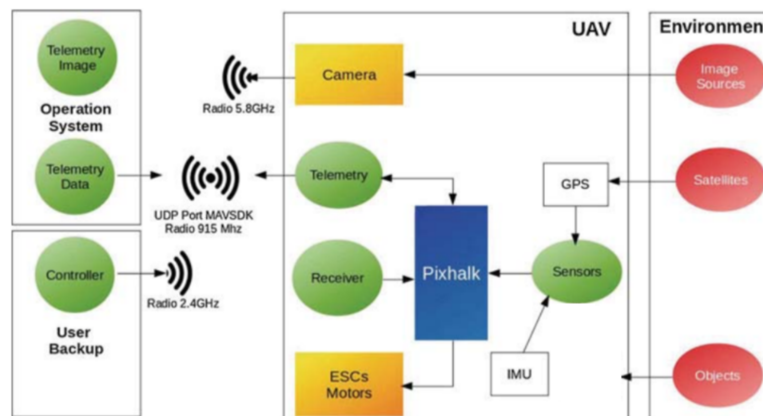 UAV
Environmen
Telemetry
Image
Operation
System
Telemetry
Data
Radio 5.8GHz
UDP Port MAVSDK
Radio 915 Mhz
Controller
User
Backup
Radio 2.4GHz
Camera
Telemetry
Receiver
Pixhalk
ESCs
Motors
GPS
Sensors
IMU
Image
Sources
Satellites
Objects